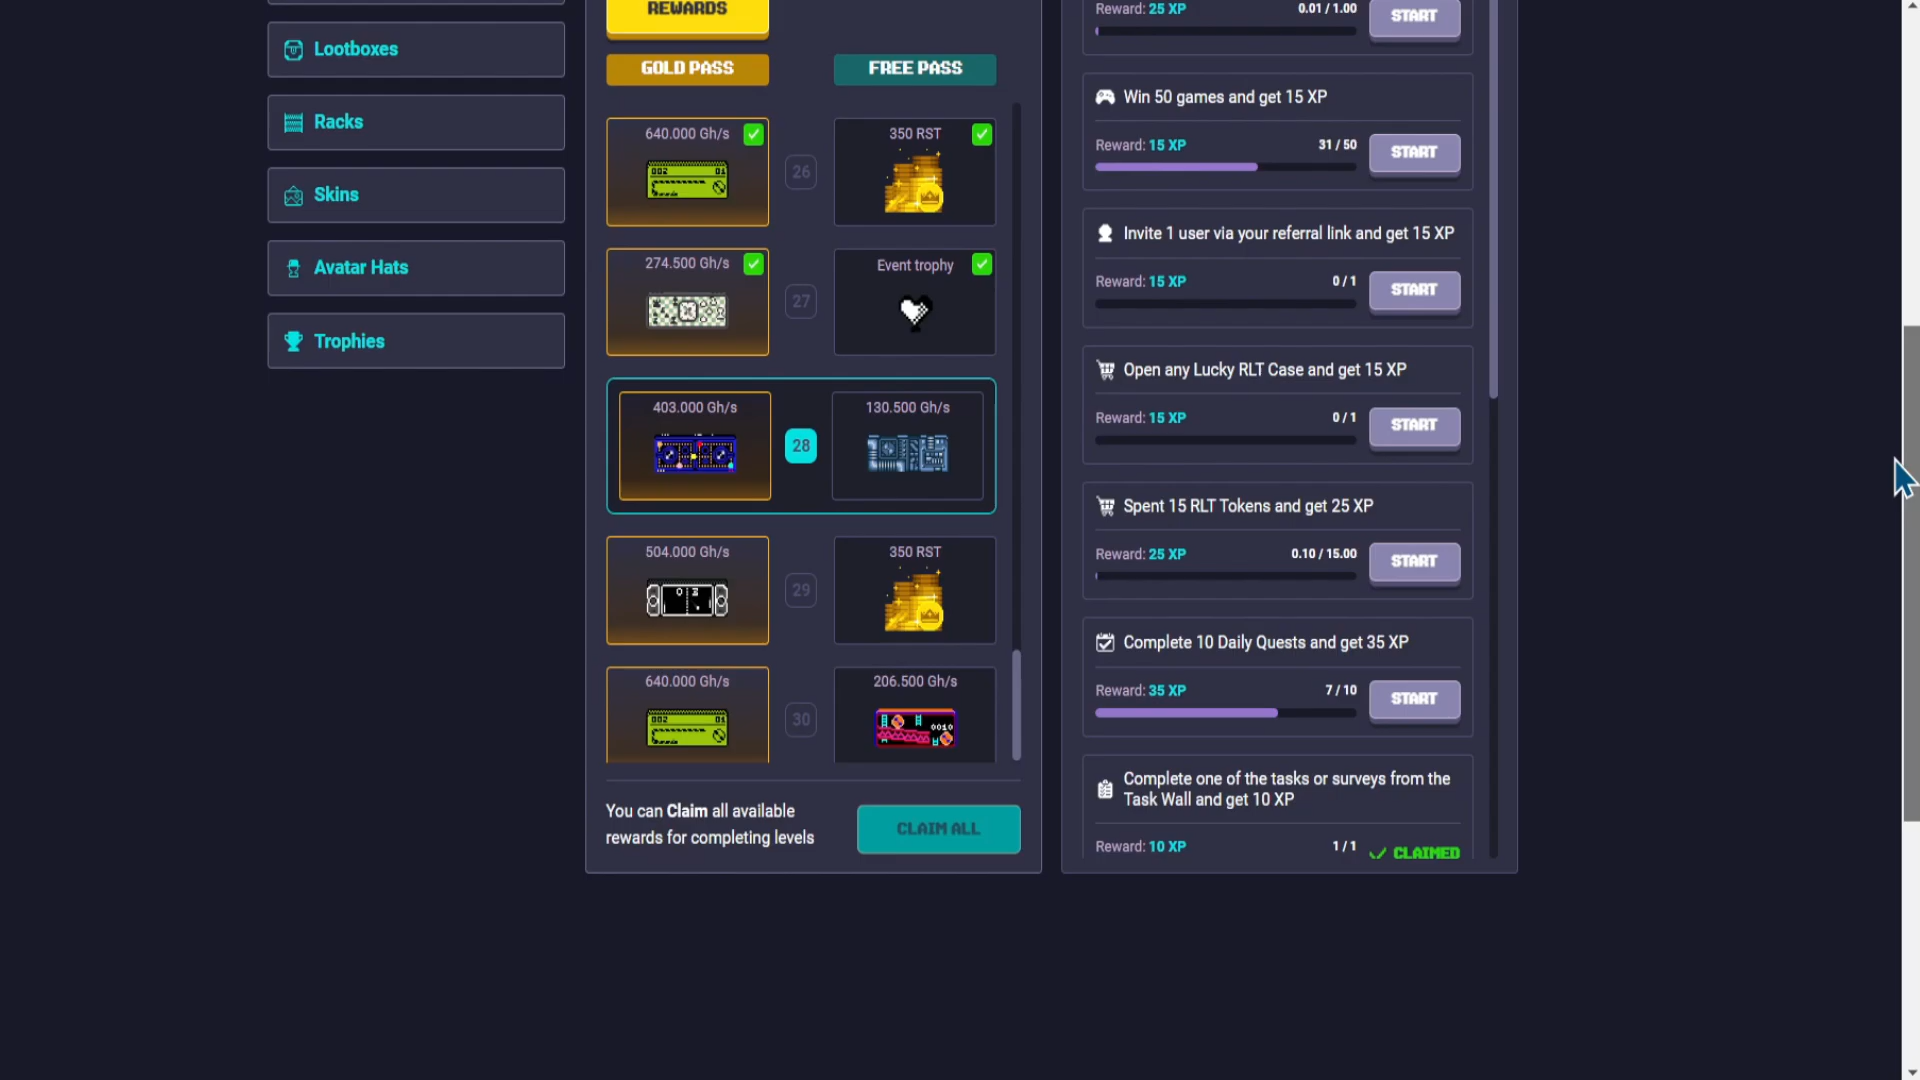 Lootboxes
Racks
Skins
Avatar Hats
Trophies
REWARDS
GOLD PASS
FREE PASS
640.000 Gh/s
26
350 RST
274.500 Gh/s
27
Event trophy
403.000 Gh/s
28
130.500 Gh/s
504.000 Gh/s
29
350 RST
640.000 Gh/s
30
206.500 Gh/s
You can Claim all available
rewards for completing levels
CLAIM ALL
Reward: 25 XP
0.01 / 1.00
START
Win 50 games and get 15 XP
Reward: 15 XP
31 / 50
START
Invite 1 user via your referral link and get 15 XP
Reward: 15 XP
0 / 1
START
Open any Lucky RLT Case and get 15 XP
Reward: 15 XP
0 / 1
START
Spent 15 RLT Tokens and get 25 XP
Reward: 25 XP
0.10 / 15.00
START
Complete 10 Daily Quests and get 35 XP
Reward: 35 XP
7 / 10
START
Complete one of the tasks or surveys from the
Task Wall and get 10 XP
Reward: 10 XP
1 / 1
CLAIMED